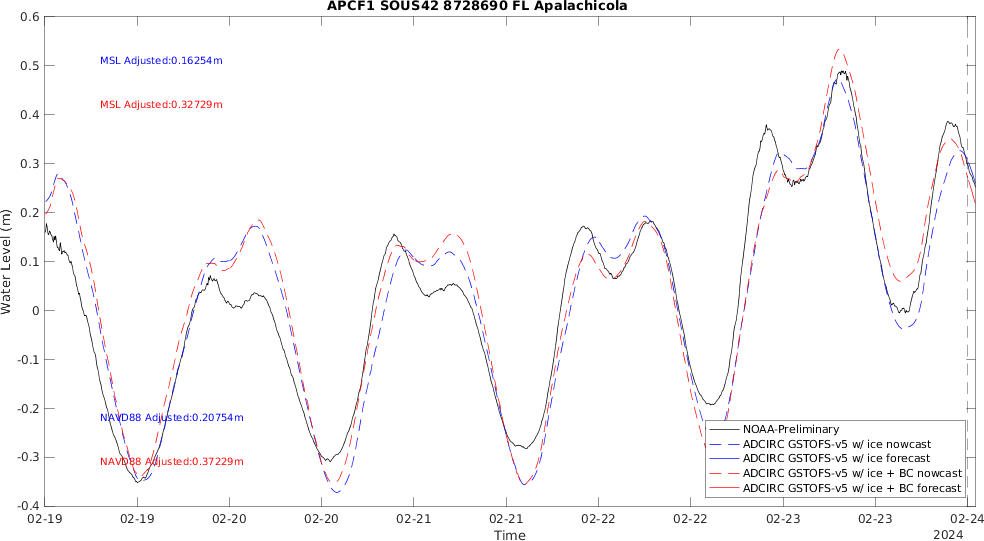 APCF1 SOUS42 8728690 FL Apalachicola
0.6
0.5
0.4
0.3
0.2
0.1
0
-0.1
-0.2
-0.3
-0.4
Water Level (m)
MSL Adjusted:0.16254m
MSL Adjusted:0.32729m
NAVD88 Adjusted:0.20754m
NAVD88 Adjusted:0.37229m
NOAA-Preliminary
ADCIRC GSTOFS-v5 w/ ice nowcast
ADCIRC GSTOFS-v5 w/ ice forecast
ADCIRC GSTOFS-v5 w/ ice + BC nowcast
ADCIRC GSTOFS-v5 w/ ice + BC forecast
02-19 02-19 02-20 02-20 02-21 02-21 02-22 02-22 02-23 02-23 02-24
Time
2024